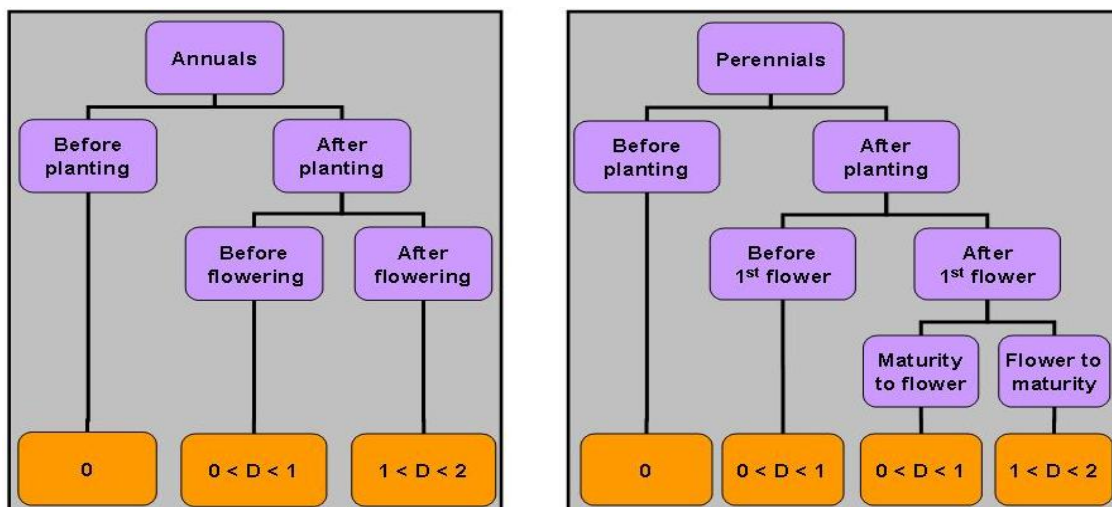 Annuals
Before
planting
After
planting
Before
flowering
After
flowering
0
0 < D < 1
1 < D < 2
Perennials
Before
planting
After
planting
Before
1st flower
After
1st flower
Maturity
to flower
Flower to
maturity
0
0 < D < 1
0 < D < 1
1 < D < 2